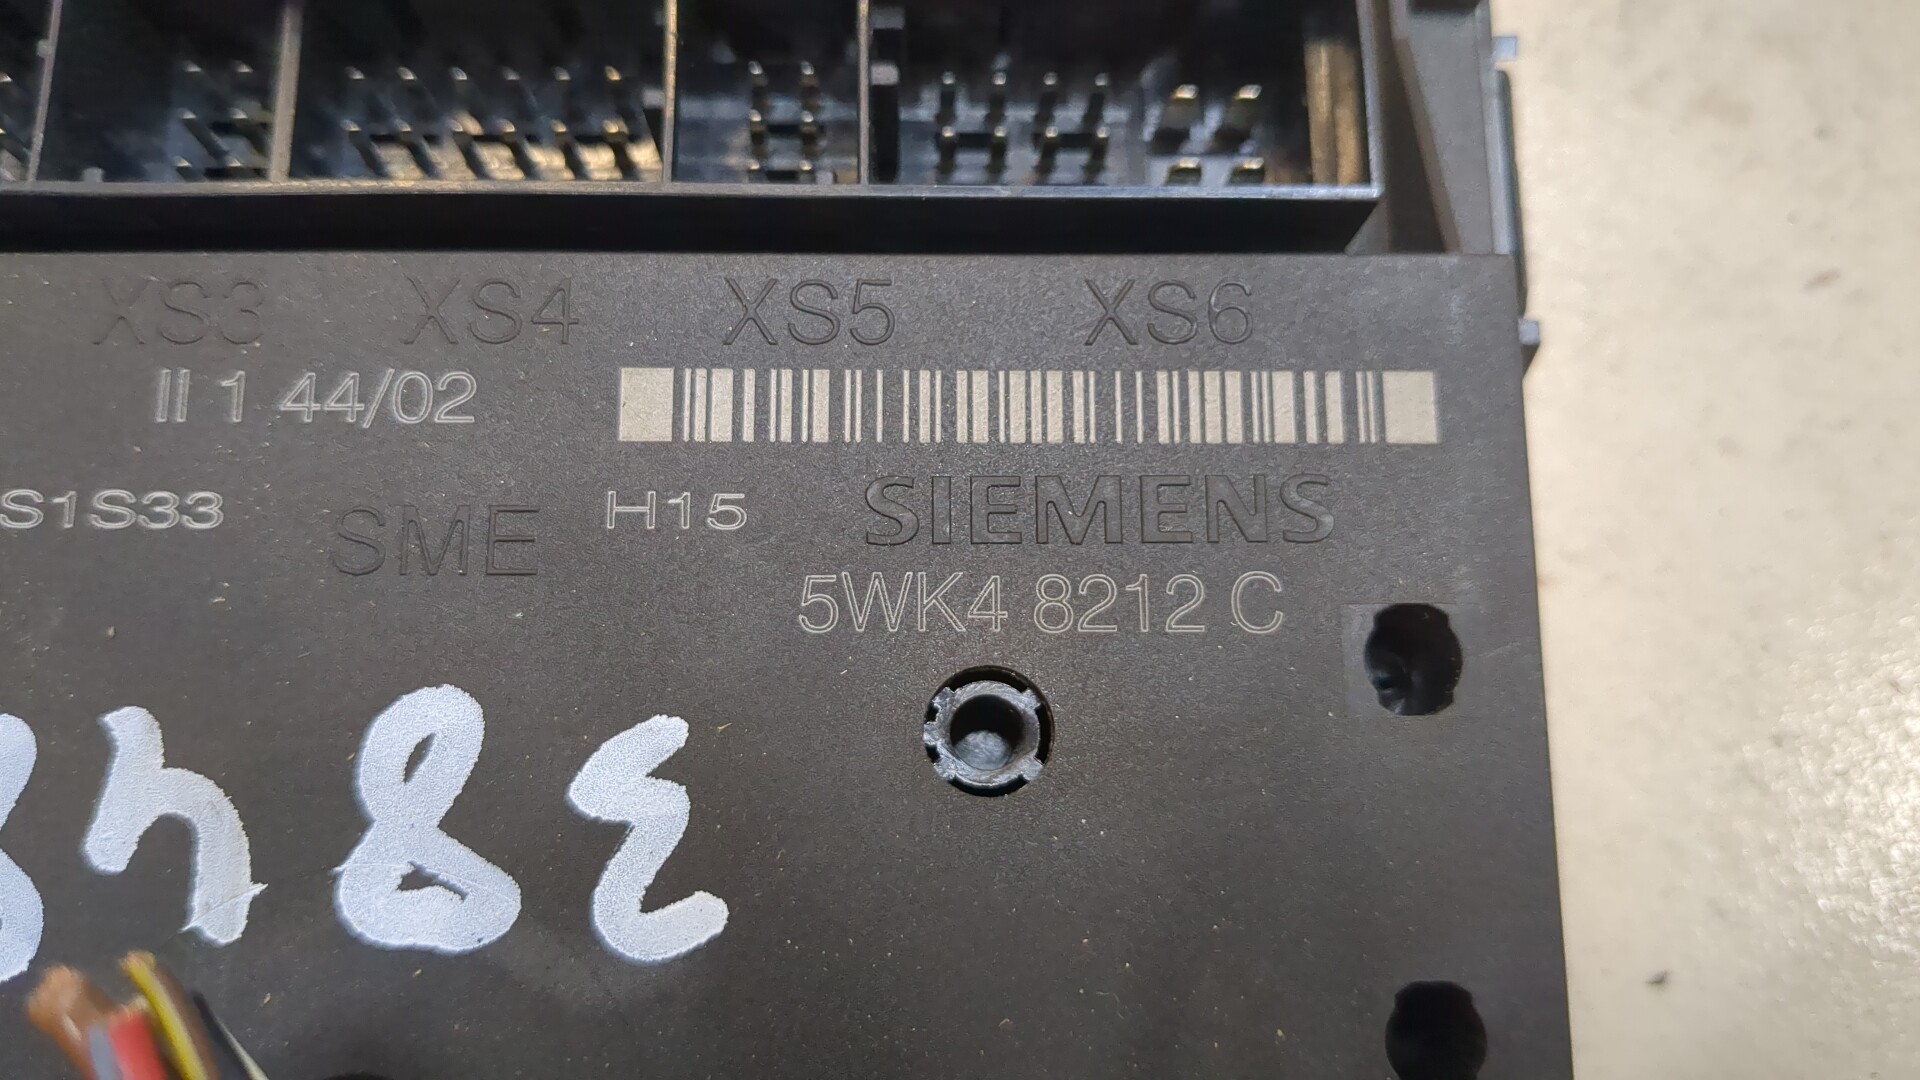 XS3 XS4 XS5 XS6
II 1 44/02
S1S33 SME H15 SIEMENS
5WK4 8212 C